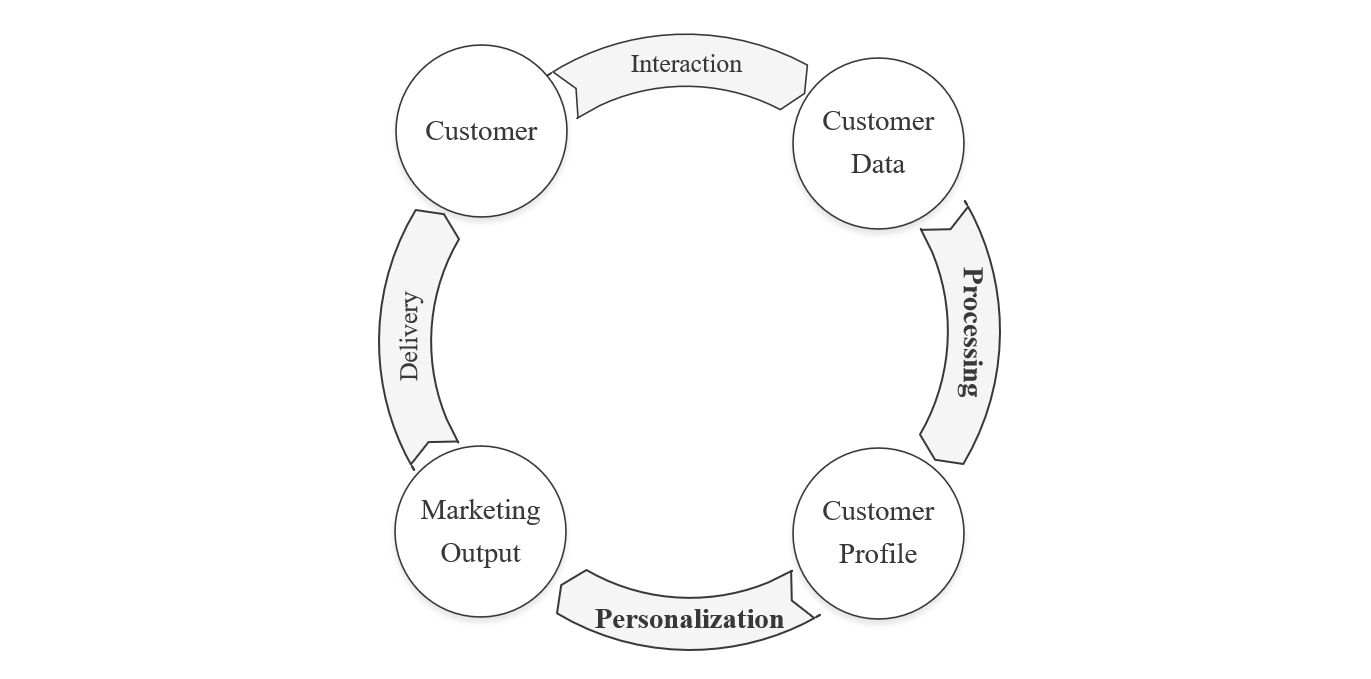 Interaction
Customer
Customer
Data
Processing
Delivery
Marketing
Output
Customer
Profile
Personalization